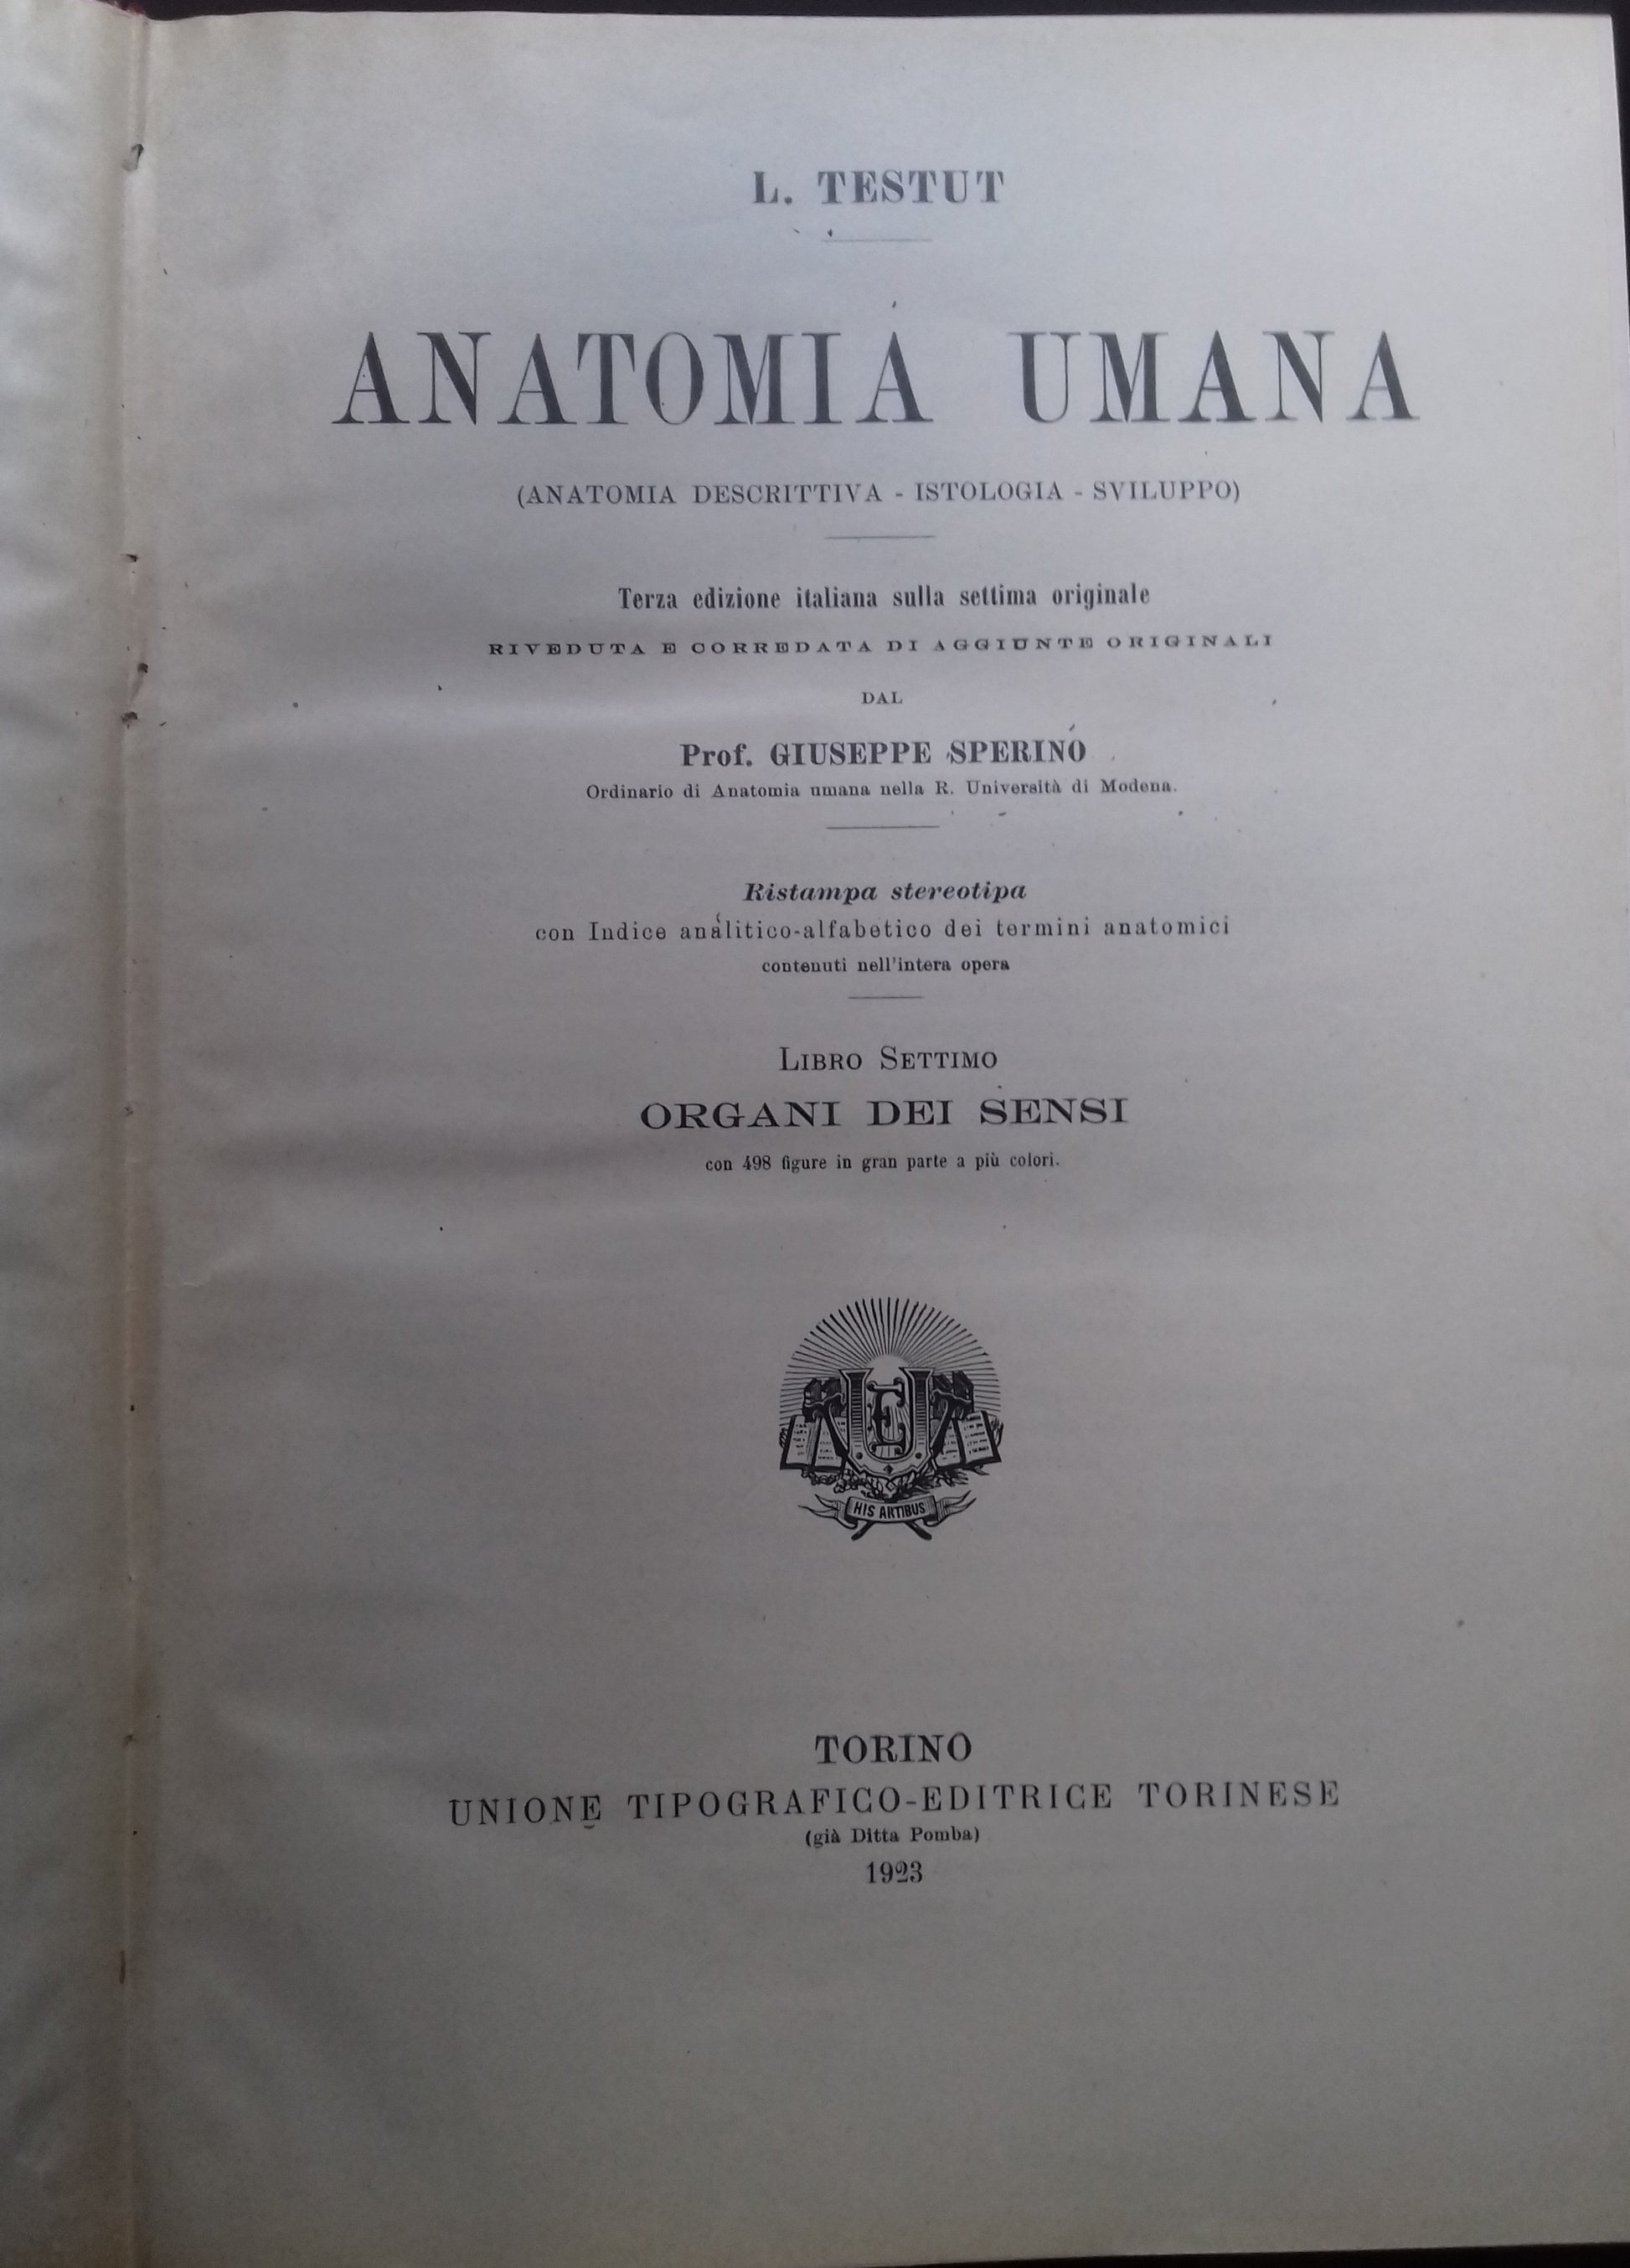 L. TESTUT
ANATOMIA UMANA
(ANATOMIA DESCRITTIVA - ISTOLOGIA - SVILUPPO)
Terza edizione italiana sulla settima originale
RIVEDUTA E CORREDATA DI AGGIUNTE ORIGINALI
DAL
Prof. GIUSEPPE SPERINO
Ordinario di Anatomia umana nella R. Università di Modena.
Ristampa stereotipa
con Indice analitico-alfabetico dei termini anatomici
contenuti nell'intera opera
LIBRO SETTIMO
ORGANI DEI SENSI
con 498 figure in gran parte a più colori.
UTE
HIS ARTIBUS
TORINO
UNIONE TIPOGRAFICO-EDITRICE TORINESE
(già Ditta Pomba)
1923